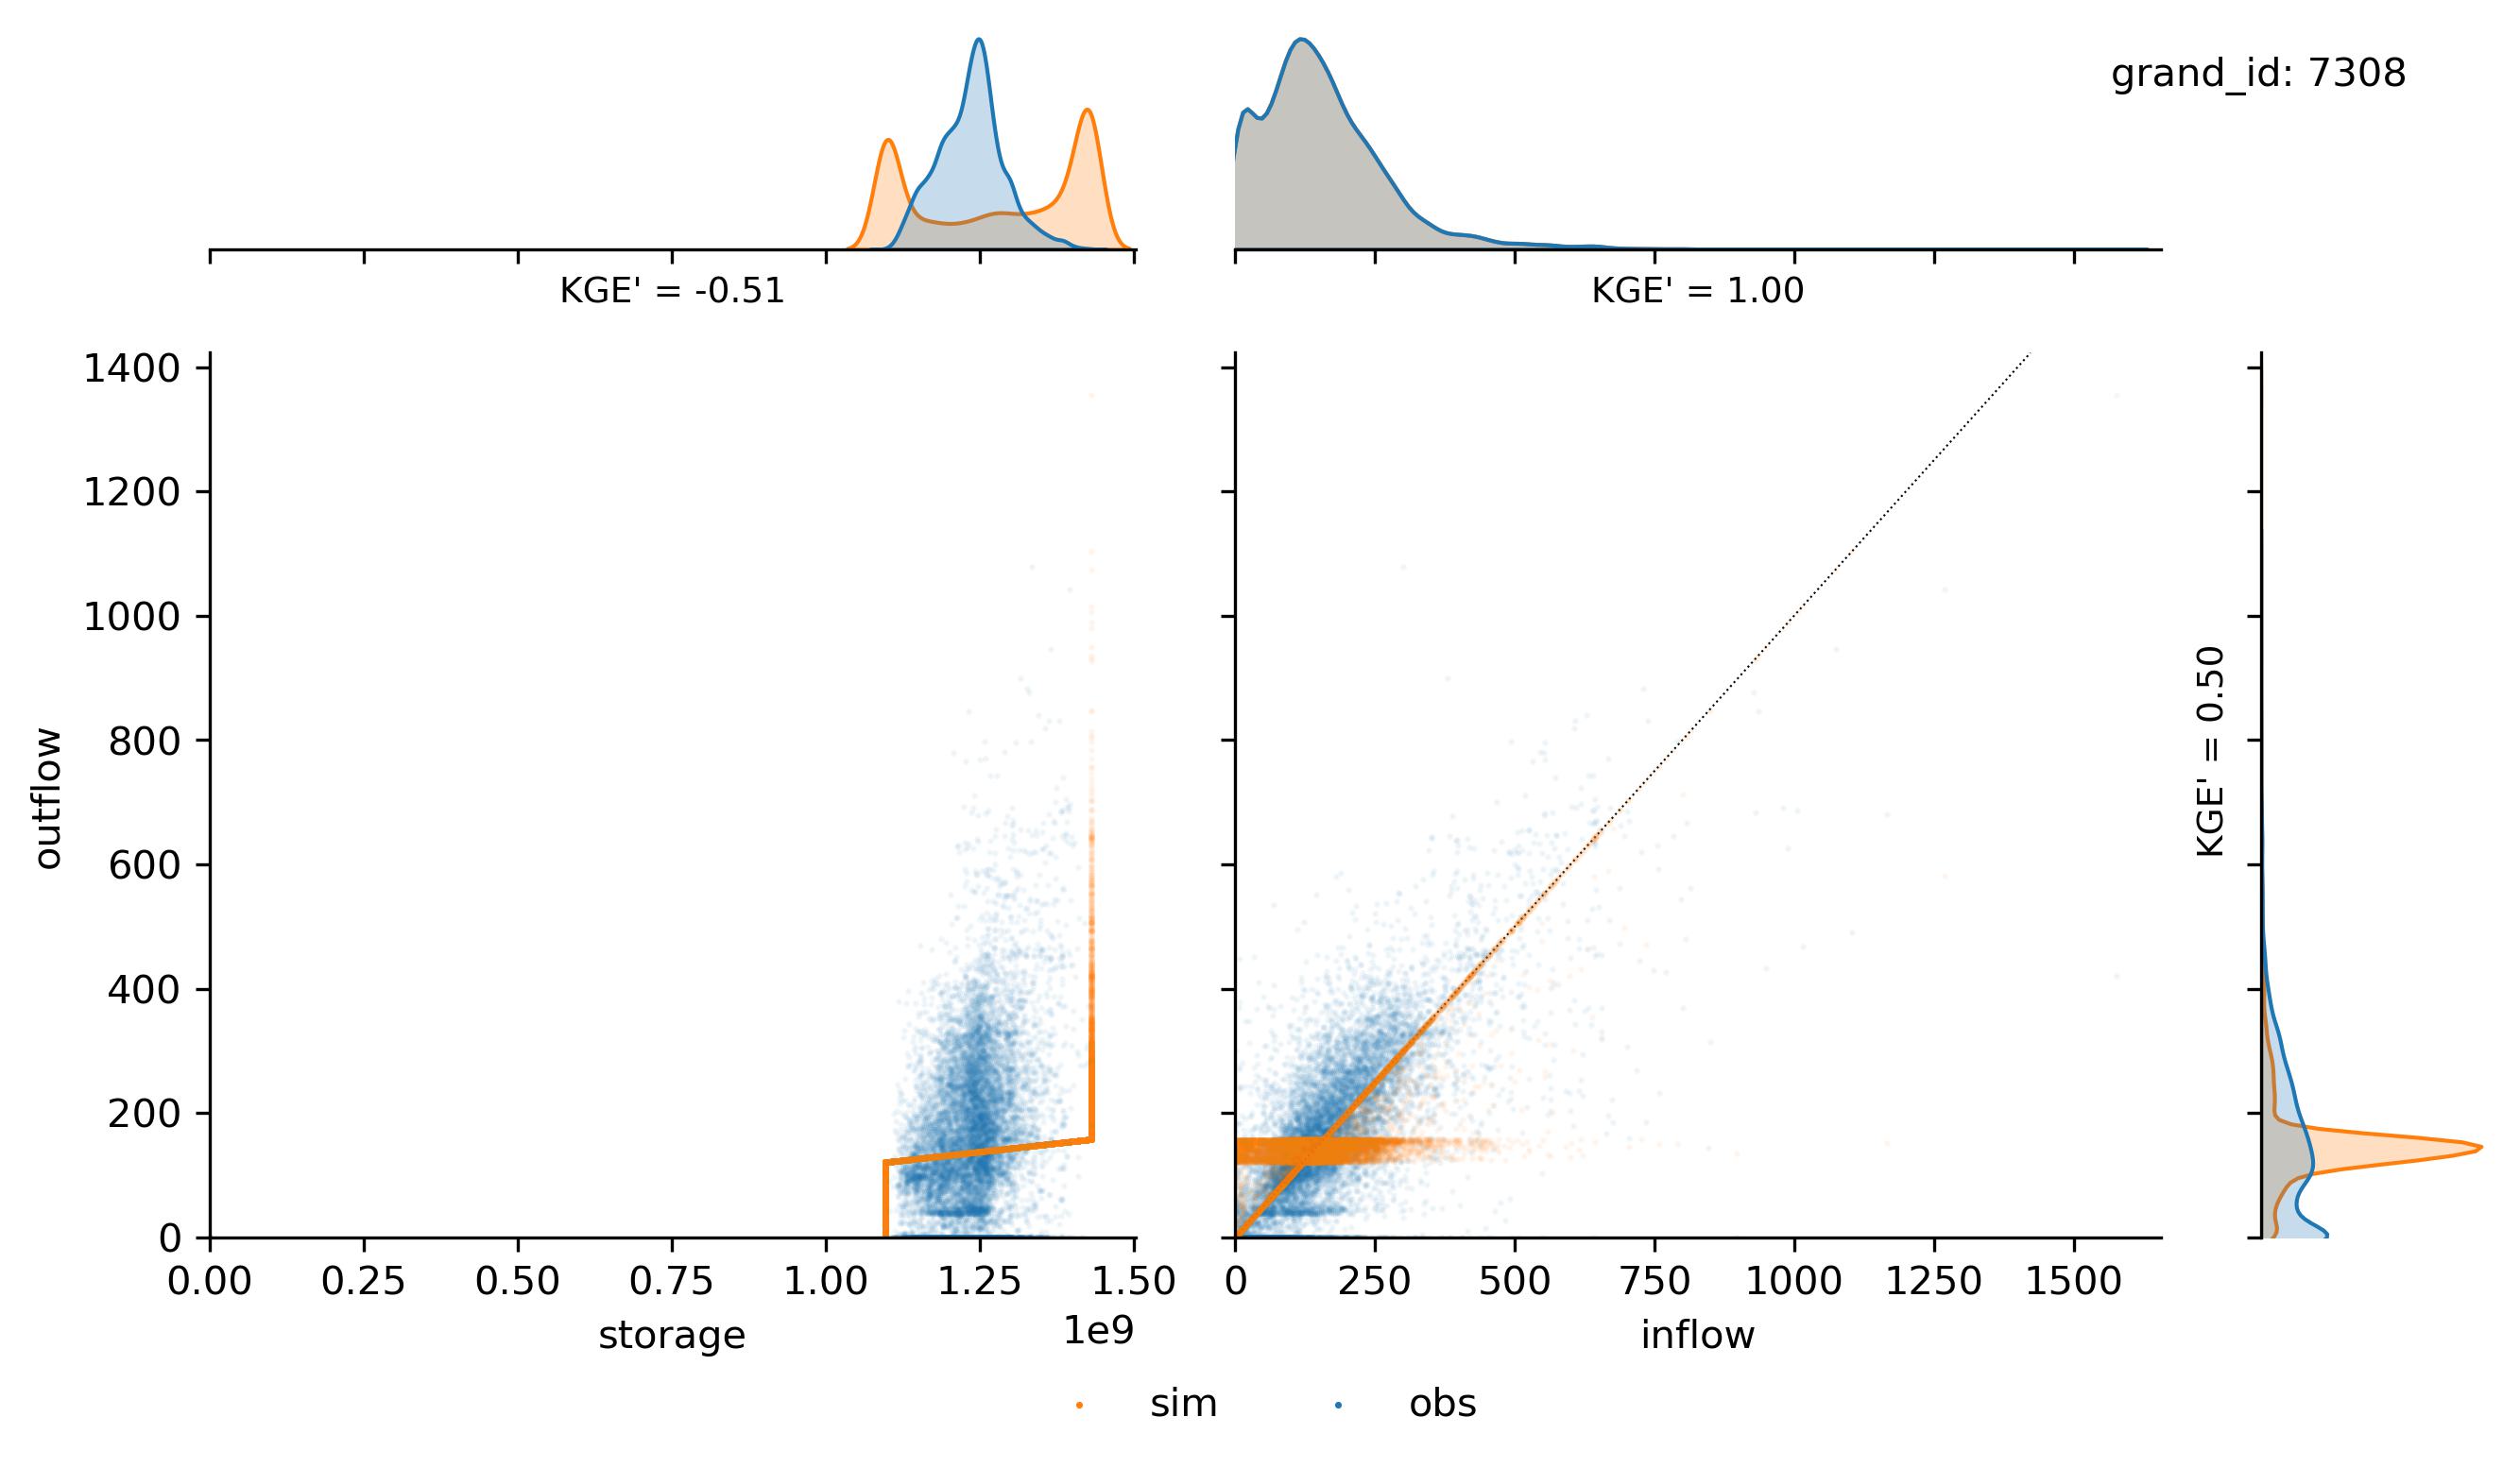 grand_id: 7308
KGE' = -0.51
KGE' = 1.00
1400
1200
1000
800
600
400
200
0
outflow
KGE' = 0.50
0.00 0.25 0.50 0.75 1.00 1.25 1.50
0 250 500 750 1000 1250 1500
storage
1e9
inflow
sim obs